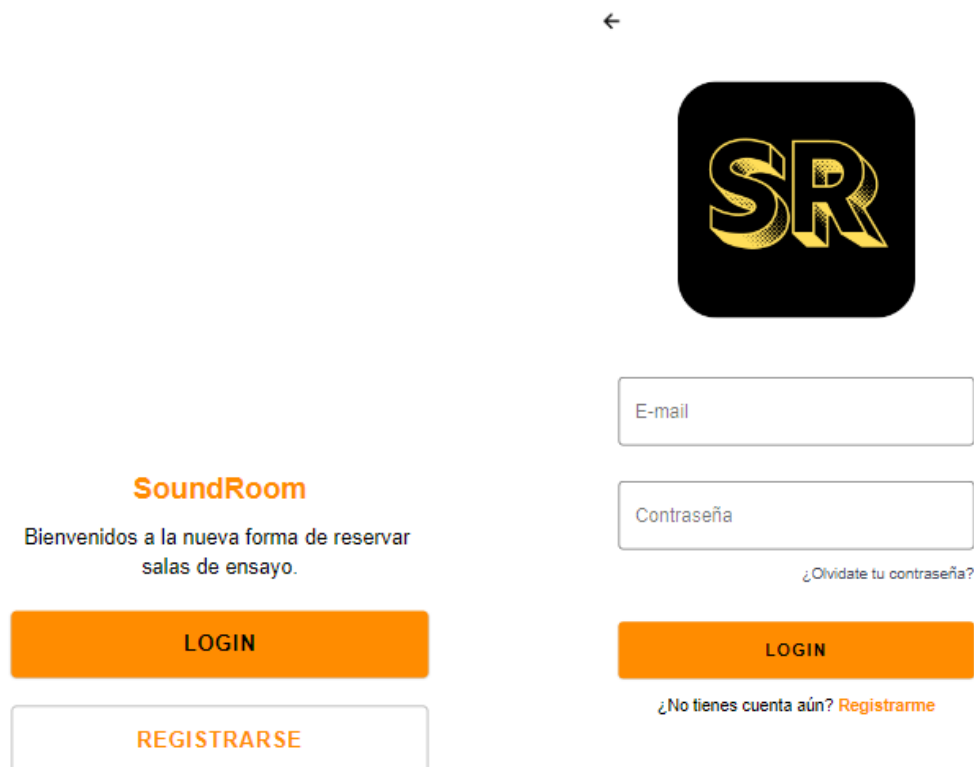 SoundRoom
Bienvenidos a la nueva forma de reservar
salas de ensayo.
LOGIN
REGISTRARSE
SR
E-mail
Contraseña
¿Olvidate tu contraseña?
LOGIN
¿No tienes cuenta aún? Registrarme